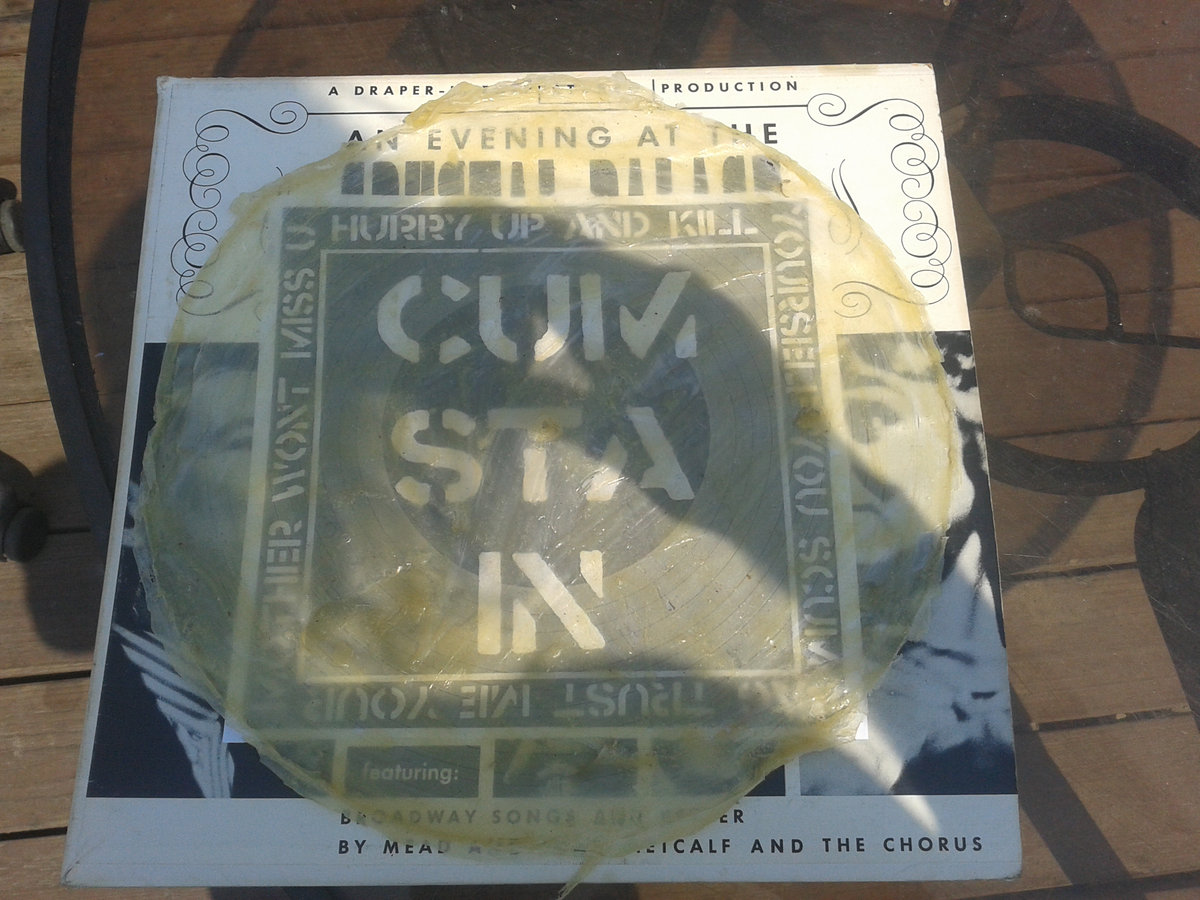 A DRAPER- PRODUCTION
AN EVENING AT THE
HURRY UP AND KILL
YOURSELF YOU SCUM
TRUST ME YOUR
MOTHER WONT MISS U
CUM
STA
IN
featuring:
BROADWAY SONGS
BY MEAD METCALF AND THE CHORUS